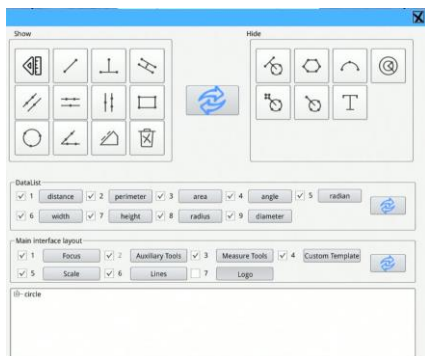 Show
Hide
T
DataList
1 distance 2 perimeter 3 area 4 angle 5 radian
6 width 7 height 8 radius 9 diameter
Main interface layout
1 Focus 2 Auxiliary Tools 3 Measure Tools 4 Custom Template
5 Scale 6 Lines 7 Logo
circle